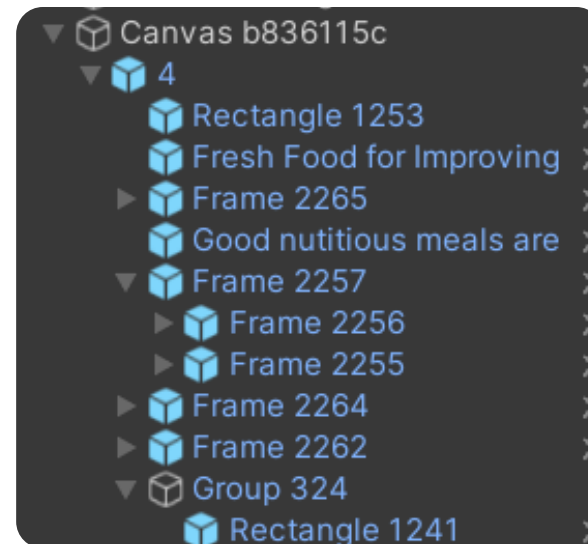 Canvas b836115c
4
Rectangle 1253
Fresh Food for Improving
Frame 2265
Good nutitious meals are
Frame 2257
Frame 2256
Frame 2255
Frame 2264
Frame 2262
Group 324
Rectangle 1241